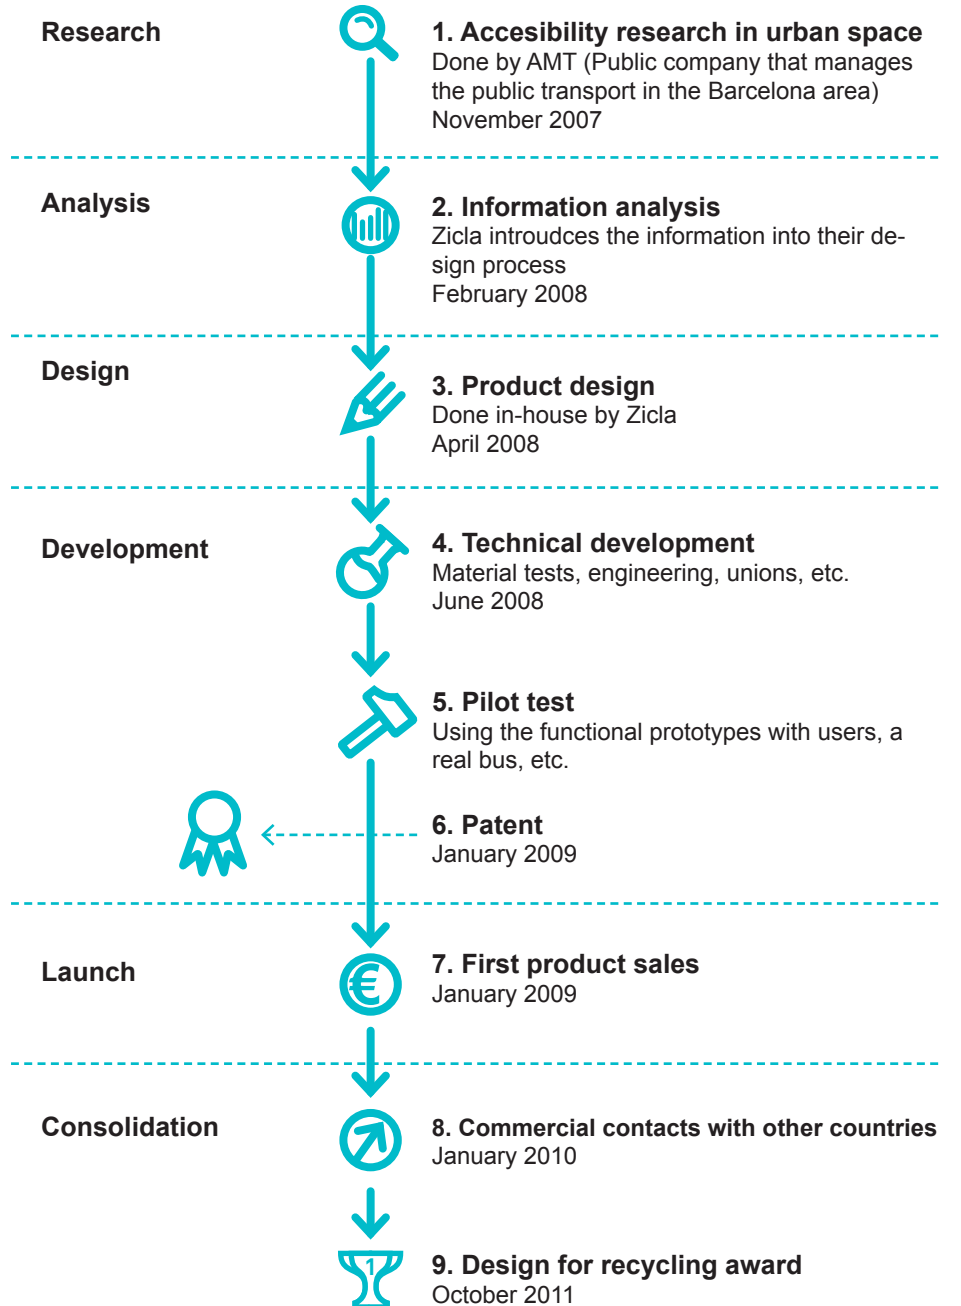 Research
1. Accesibility research in urban space
Done by AMT (Public company that manages
the public transport in the Barcelona area)
November 2007
Analysis
2. Information analysis
Zicla introudces the information into their de-
sign process
February 2008
Design
3. Product design
Done in-house by Zicla
April 2008
Development
4. Technical development
Material tests, engineering, unions, etc.
June 2008
5. Pilot test
Using the functional prototypes with users, a
real bus, etc.
6. Patent
January 2009
Launch
€
7. First product sales
January 2009
Consolidation
8. Commercial contacts with other countries
January 2010
1
9. Design for recycling award
October 2011